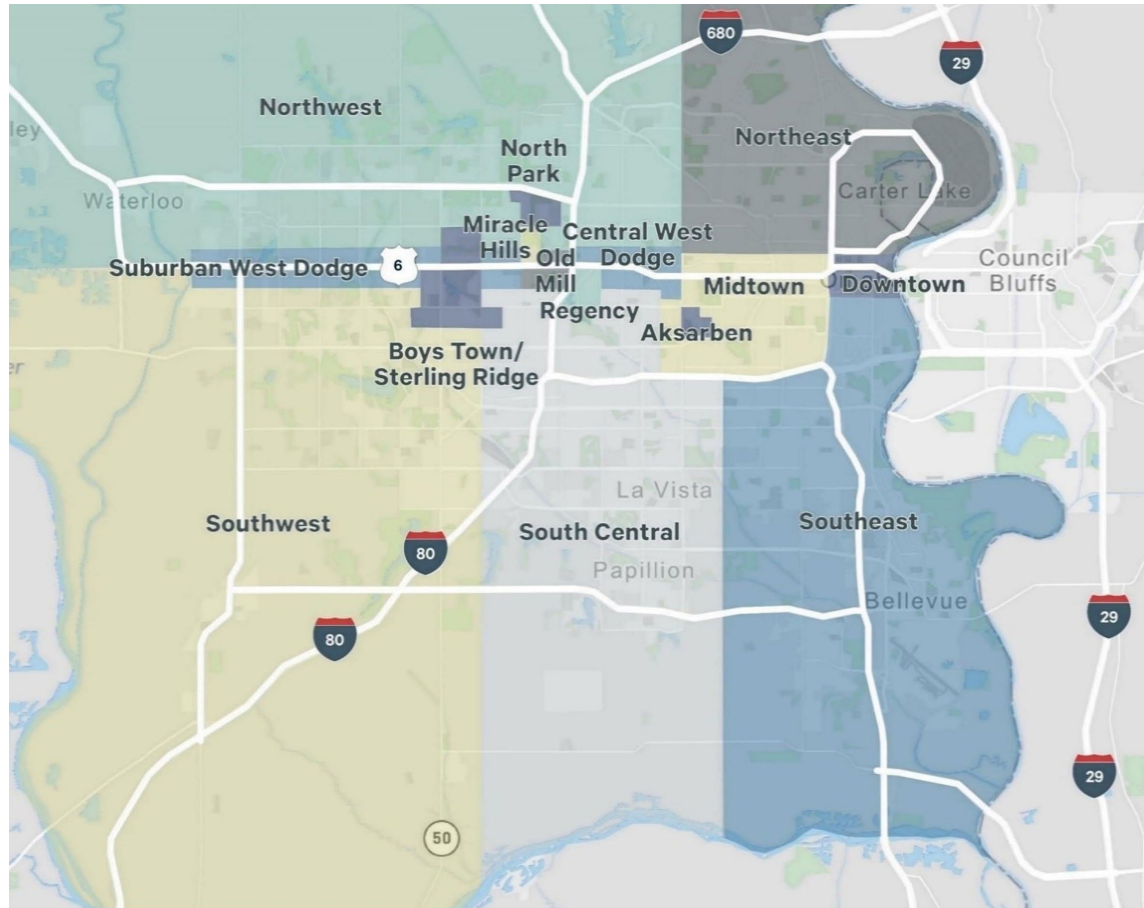 680
29
Northwest
Northeast
North
Park
Carter Lake
Waterloo
Miracle
Hills
Central West
Dodge
Old
Mill
Suburban West Dodge
6
Council
Bluffs
Midtown
Downtown
Regency
Aksarben
Boys Town/
Sterling Ridge
La Vista
Southwest
South Central
Southeast
80
Papillion
Bellevue
80
29
29
50